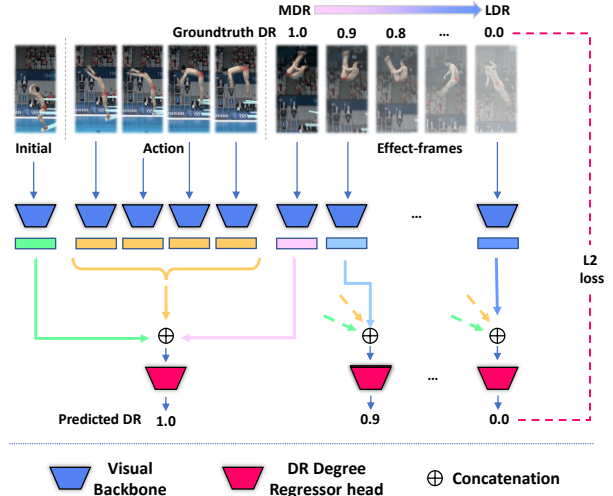 MDR LDR
Groundtruth DR 1.0 0.9 0.8 ... 0.0
Initial Action Effect-frames
...
L2
loss
...
Predicted DR 1.0 0.9 0.0
Visual
Backbone
DR Degree
Regressor head
Concatenation